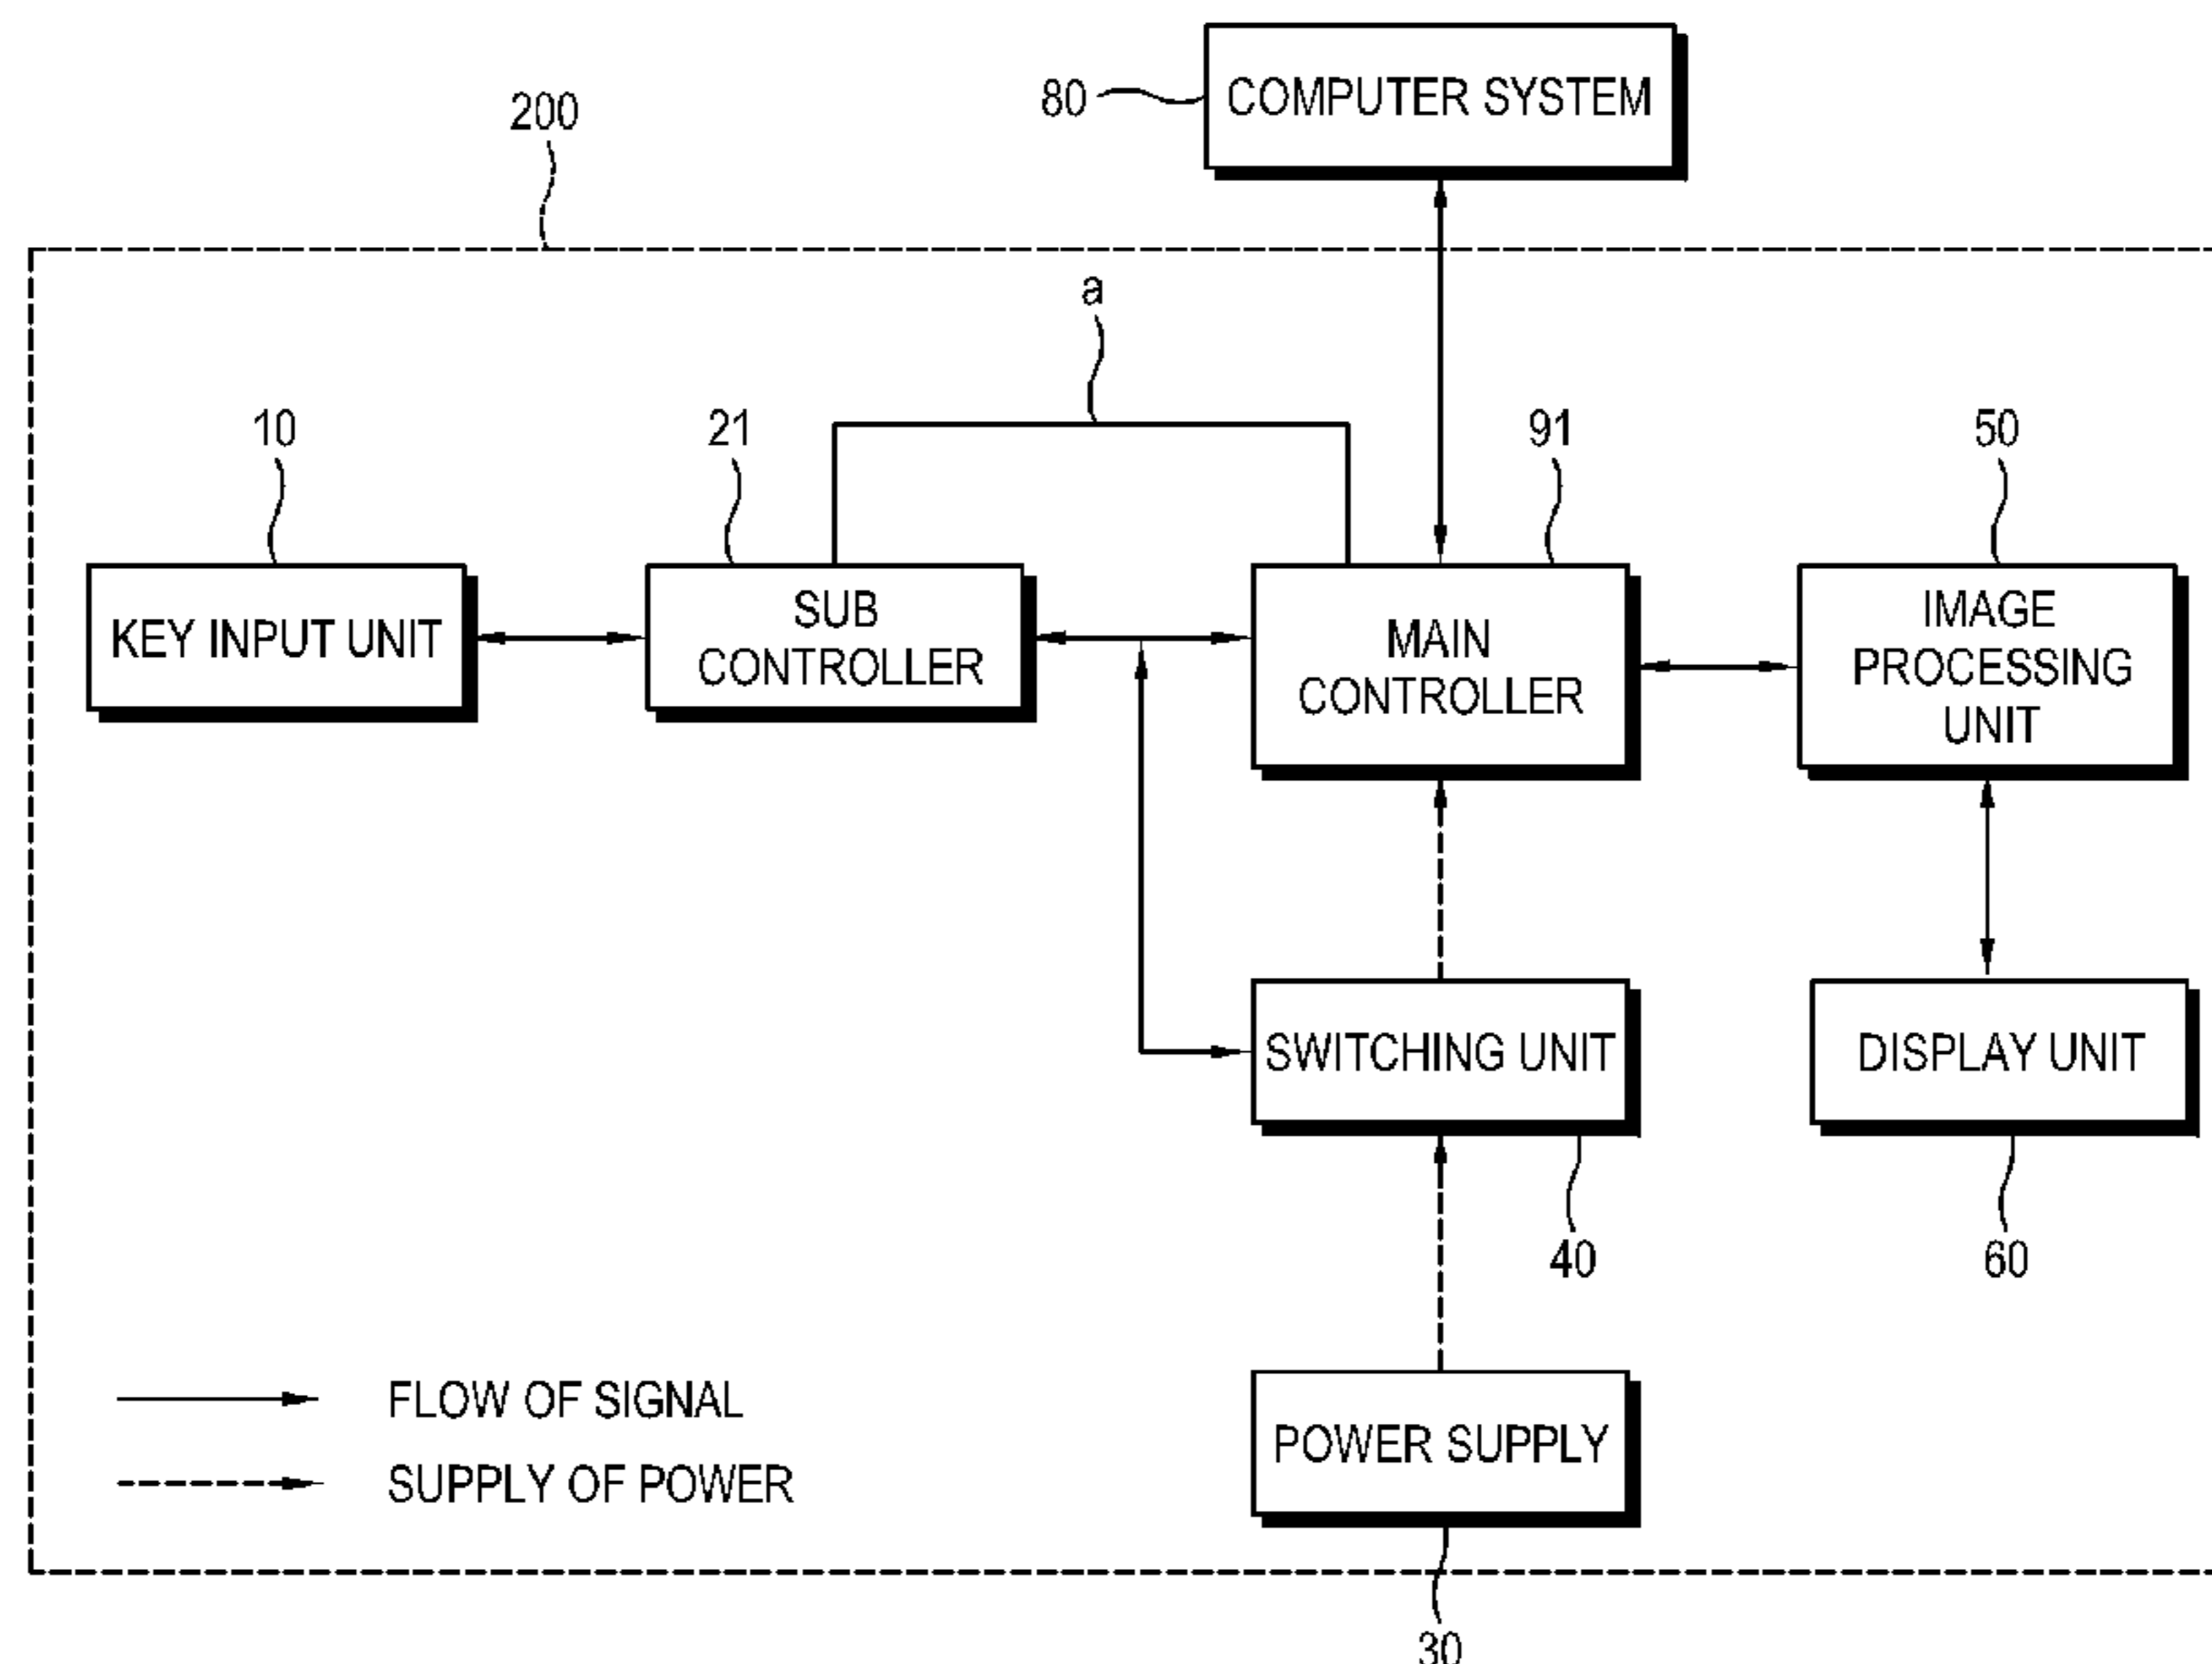 80
COMPUTER SYSTEM
200
a
10
21
91
50
KEY INPUT UNIT
SUB
CONTROLLER
MAIN
CONTROLLER
IMAGE
PROCESSING
UNIT
SWITCHING UNIT
DISPLAY UNIT
40
60
FLOW OF SIGNAL
SUPPLY OF POWER
POWER SUPPLY
30